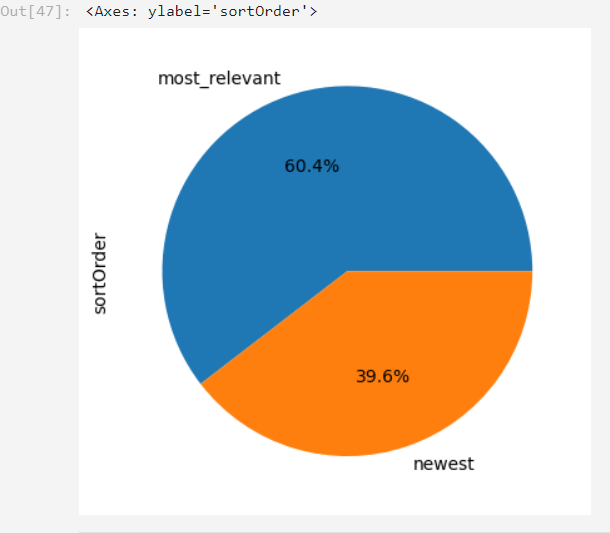 Out[47]: <Axes: ylabel='sortOrder'>
most_relevant
60.4%
sortOrder
39.6%
newest